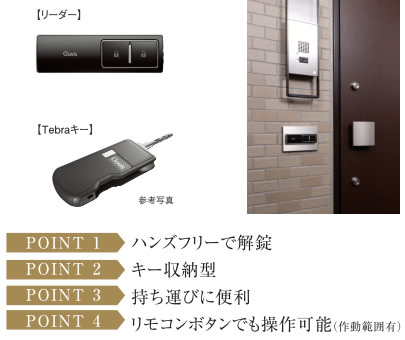 【リーダー】
Clavis
【Tebraキー】
Clavis
参考写真
POINT 1 ハンズフリーで解錠
POINT 2 キー収納型
POINT 3 持ち運びに便利
POINT 4 リモコンボタンでも操作可能(作動範囲有)